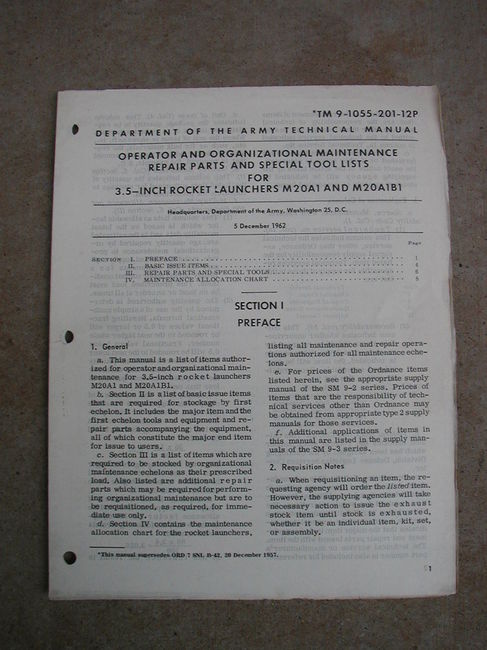 *TM 9-1055-201-12P
DEPARTMENT OF THE ARMY TECHNICAL MANUAL
OPERATOR AND ORGANIZATIONAL MAINTENANCE
REPAIR PARTS AND SPECIAL TOOL LISTS
FOR
3.5-INCH ROCKET LAUNCHERS M20A1 AND M20A1B1
Headquarters, Department of the Army, Washington 25, D.C.
5 December 1962
Page
SECTION I. PREFACE 1
II. BASIC ISSUE ITEMS 4
III. REPAIR PARTS AND SPECIAL TOOLS 6
IV. MAINTENANCE ALLOCATION CHART 8
SECTION I
PREFACE
1. General
a. This manual is a list of items author-
ized for operator and organizational main-
tenance for 3.5-inch rocket launchers
M20A1 and M20A1B1.
b. Section II is a list of basic issue items
that are required for stockage by first
echelon. It includes the major item and the
first echelon tools and equipment and re-
pair parts accompanying the equipment,
all of which constitute the major end item
for issue to users.
c. Section III is a list of items which are
required to be stocked by organizational
maintenance echelons as their prescribed
load. Also listed are additional repair
parts which may be required for perform-
ing organizational maintenance but are to
be requisitioned, as required, for imme-
diate use only.
d. Section IV contains the maintenance
allocation chart for the rocket launchers,
listing all maintenance and repair opera-
tions authorized for all maintenance eche-
lons.
e. For prices of the Ordnance items
listed herein, see the appropriate supply
manual of the SM 9-2 series. Prices of
items that are the responsibility of tech-
nical services other than Ordnance may
be obtained from appropriate type 2 supply
manuals for those services.
f. Additional applications of items in
this manual are listed in the supply man-
uals of the SM 9-3 series.
2. Requisition Notes
a. When requisitioning an item, the re-
questing agency will order the listed item.
However, the supplying agencies will take
necessary action to issue the exhaust
stock item until stock is exhausted,
whether it be an individual item, kit, set,
or assembly.
*This manual supersedes ORD 7 SNL B-42, 20 December 1957.
1